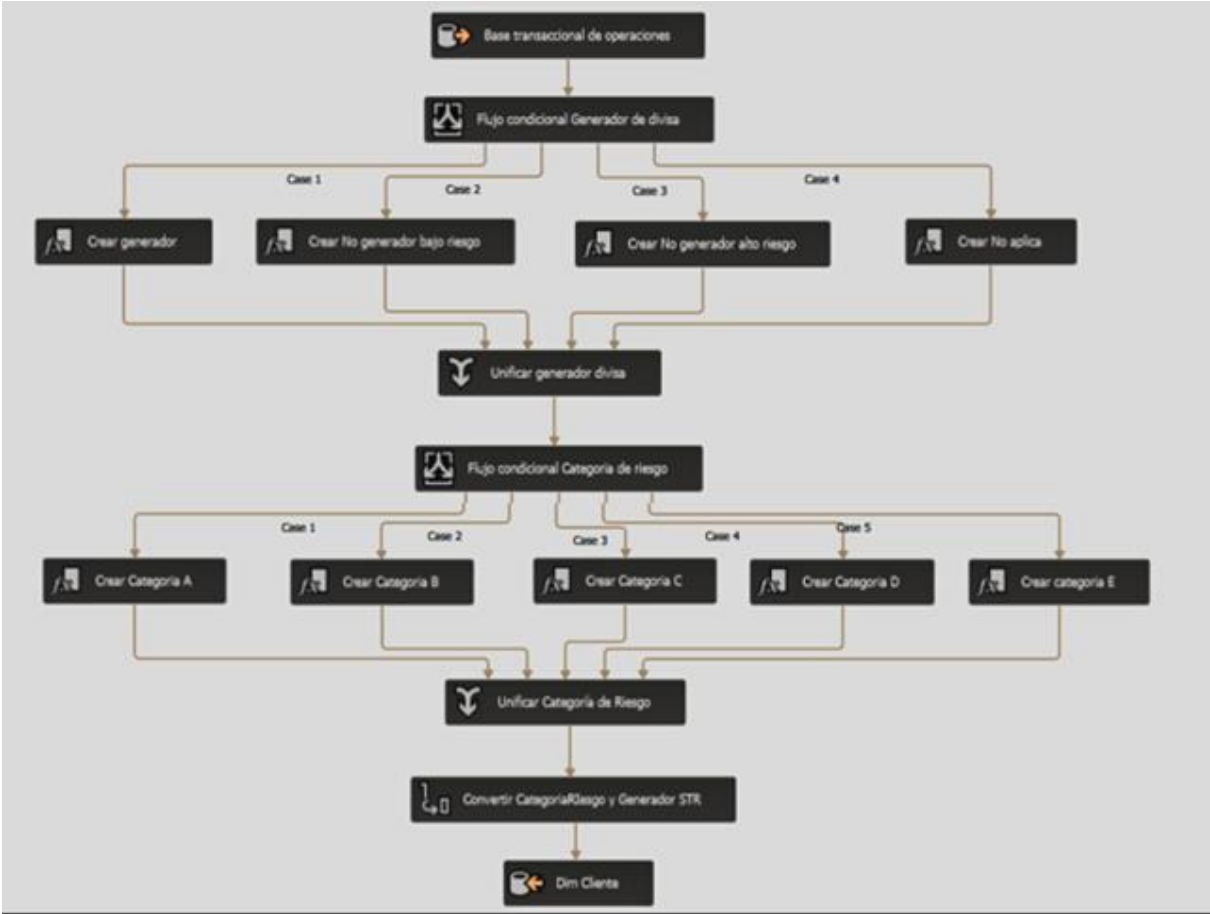 Base transaccional de operaciones
Flujo condicional Generador de divisa
Case 1
Case 2
Case 3
Case 4
Crear generador
Crear No generador bajo riesgo
Crear No generador alto riesgo
Crear No aplica
Unificar generador divisa
Flujo condicional Categoria de riesgo
Case 1
Case 2
Case 3
Case 4
Case 5
Crear Categoria A
Crear Categoria B
Crear Categoria C
Crear Categoria D
Crear categoria E
Unificar Categoría de Riesgo
Convertir CategoriaRIesgo y Generador STR
Dim Cliente